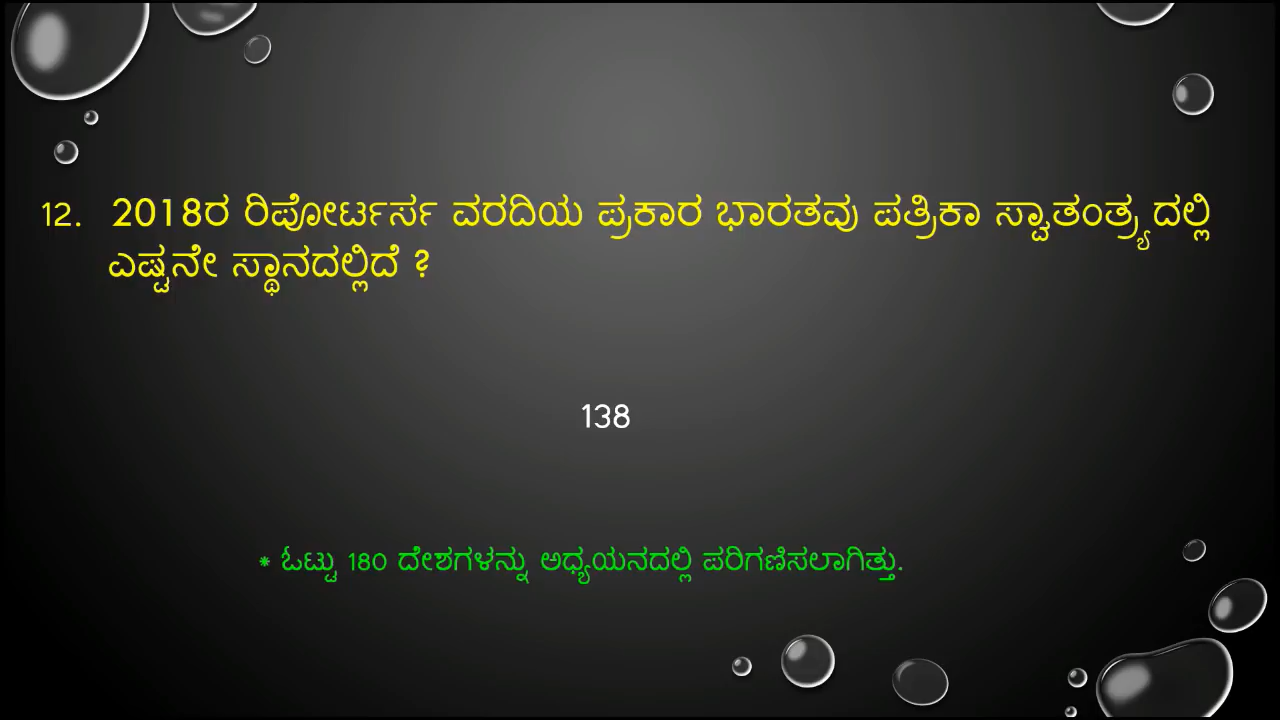 12. 2018ರ ರಿಪೋರ್ಟರ್ಸ ವರದಿಯ ಪ್ರಕಾರ ಭಾರತವು ಪತ್ರಿಕಾ ಸ್ವಾತಂತ್ರ್ಯದಲ್ಲಿ
ಎಷ್ಟನೇ ಸ್ಥಾನದಲ್ಲಿದೆ ?
138
* ಓಟ್ಟು 180 ದೇಶಗಳನ್ನು ಅಧ್ಯಯನದಲ್ಲಿ ಪರಿಗಣಿಸಲಾಗಿತ್ತು.